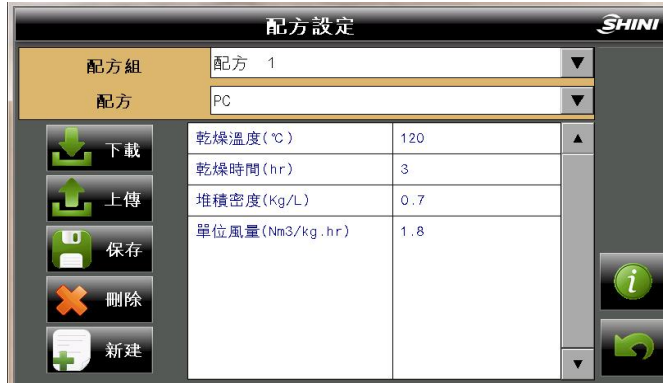 配方設定
SHINI
配方組
配方 1
配方
PC
下載
上傳
保存
刪除
新建
乾燥溫度(℃) 120
乾燥時間(hr) 3
堆積密度(Kg/L) 0.7
單位風量(Nm3/kg.hr) 1.8
i